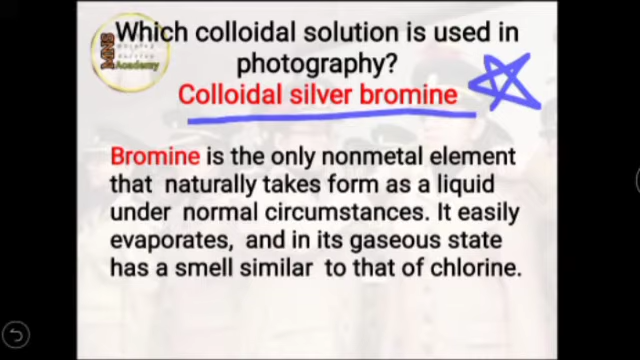 Which colloidal solution is used in
photography?
Colloidal silver bromine
MNS
Academy
Bromine is the only nonmetal element
that naturally takes form as a liquid
under normal circumstances. It easily
evaporates, and in its gaseous state
has a smell similar to that of chlorine.